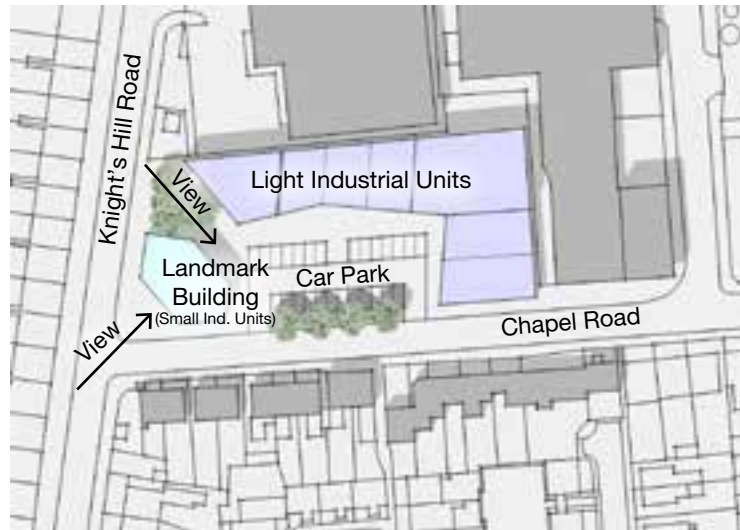 Knight's Hill Road
View
Light Industrial Units
Landmark
Building
(Small Ind. Units)
Car Park
View
Chapel Road